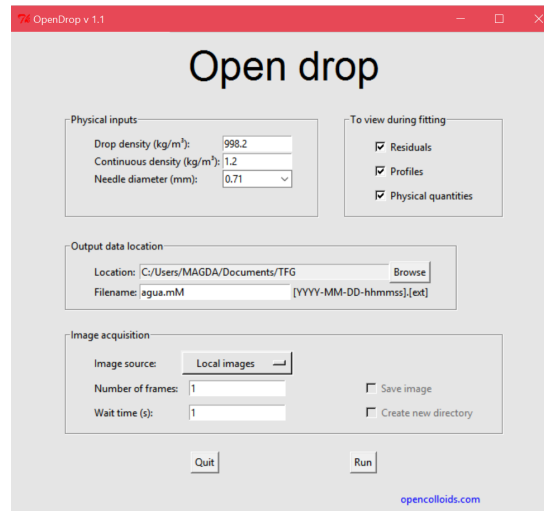 OpenDrop v 1.1
Open drop
Physical inputs
Drop density (kg/m³): 998.2
Continuous density (kg/m³): 1.2
Needle diameter (mm): 0.71
To view during fitting
Residuals
Profiles
Physical quantities
Output data location
Location: C:/Users/MAGDA/Documents/TFG Browse
Filename: agua.mM [YYYY-MM-DD-hhmmss].[ext]
Image acquisition
Image source: Local images
Number of frames: 1 Save image
Wait time (s): 1 Create new directory
Quit Run
opencolloids.com